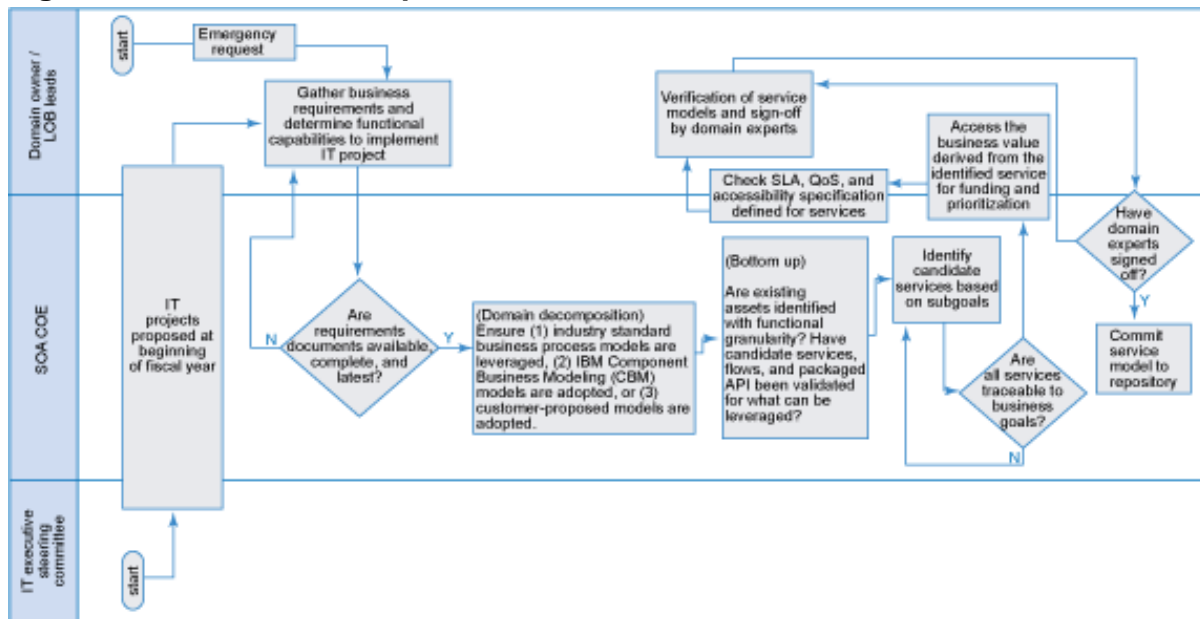 Domain owner /
LOB leads
start
Emergency
request
Gather business
requirements and
determine functional
capabilities to implement
IT project
Verification of service
models and sign-off
by domain experts
Access the
business value
derived from the
identified service
for funding and
prioritization
Check SLA, QoS, and
accessibility specification
defined for services
SOA COE
IT
projects
proposed at
beginning
of fiscal year
N
Are
requirements
documents available,
complete, and
latest?
Y
(Domain decomposition)
Ensure (1) industry standard
business process models are
leveraged, (2) IBM Component
Business Modeling (CBM)
models are adopted, or (3)
customer-proposed models are
adopted.
(Bottom up)
Are existing
assets identified
with functional
granularity? Have
candidate services,
flows, and packaged
API been validated
for what can be
leveraged?
Identify
candidate
services based
on subgoals
Are
all services
traceable to
business
goals?
N
Have
domain
experts
signed
off?
Y
Commit
service
model to
repository
IT executive
steering
committee
start